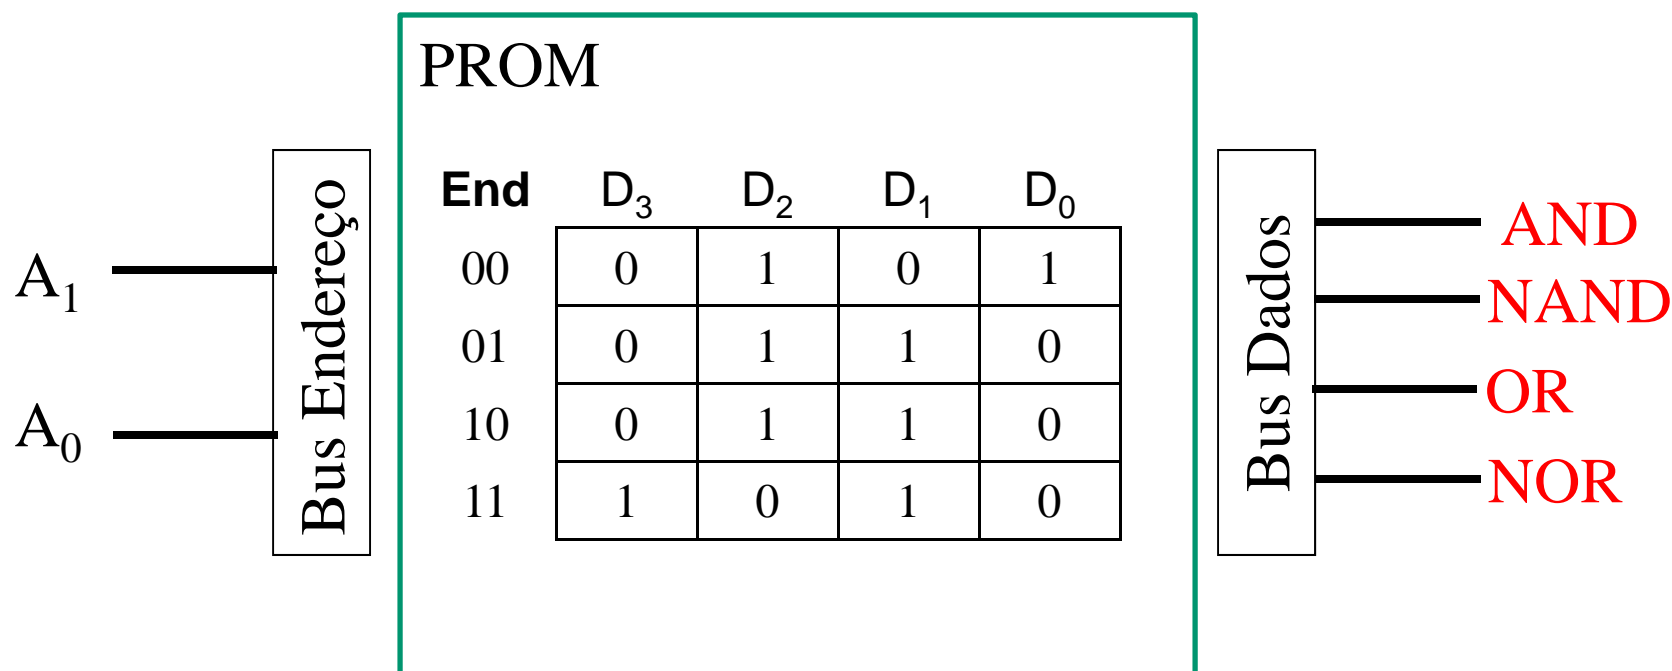 PROM
End D₃ D₂ D₁ D₀
00 0 1 0 1
01 0 1 1 0
10 0 1 1 0
11 1 0 1 0
A₁
A₀
Bus Endereço
Bus Dados
AND
NAND
OR
NOR